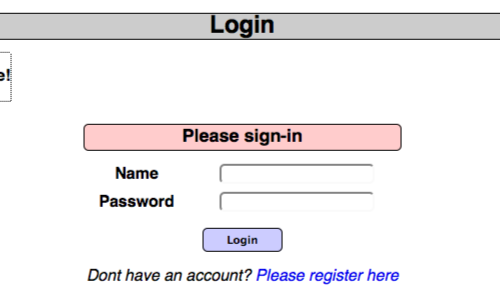 Login
e!
Please sign-in
Name
Password
Login
Dont have an account? Please register here